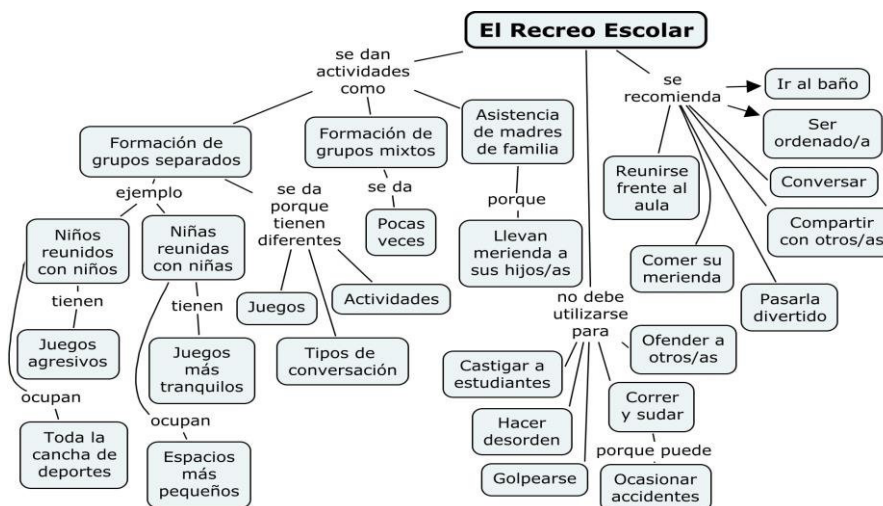 El Recreo Escolar
se dan
actividades
como
se
recomienda
Ir al baño
Ser
ordenado/a
Conversar
Compartir
con otros/as
Pasarla
divertido
Comer su
merienda
Reunirse
frente al
aula
Formación de
grupos separados
Formación de
grupos mixtos
Asistencia
de madres
de familia
ejemplo
se da
porque
tienen
diferentes
se da
Pocas
veces
porque
Llevan
merienda a
sus hijos/as
Niños
reunidos
con niños
Niñas
reunidas
con niñas
tienen
Juegos
agresivos
ocupan
Toda la
cancha de
deportes
tienen
Juegos
más
tranquilos
ocupan
Espacios
más
pequeños
Juegos
Actividades
Tipos de
conversación
no debe
utilizarse
para
Ofender a
otros/as
Castigar a
estudiantes
Hacer
desorden
Golpearse
Correr
y sudar
porque puede
Ocasionar
accidentes